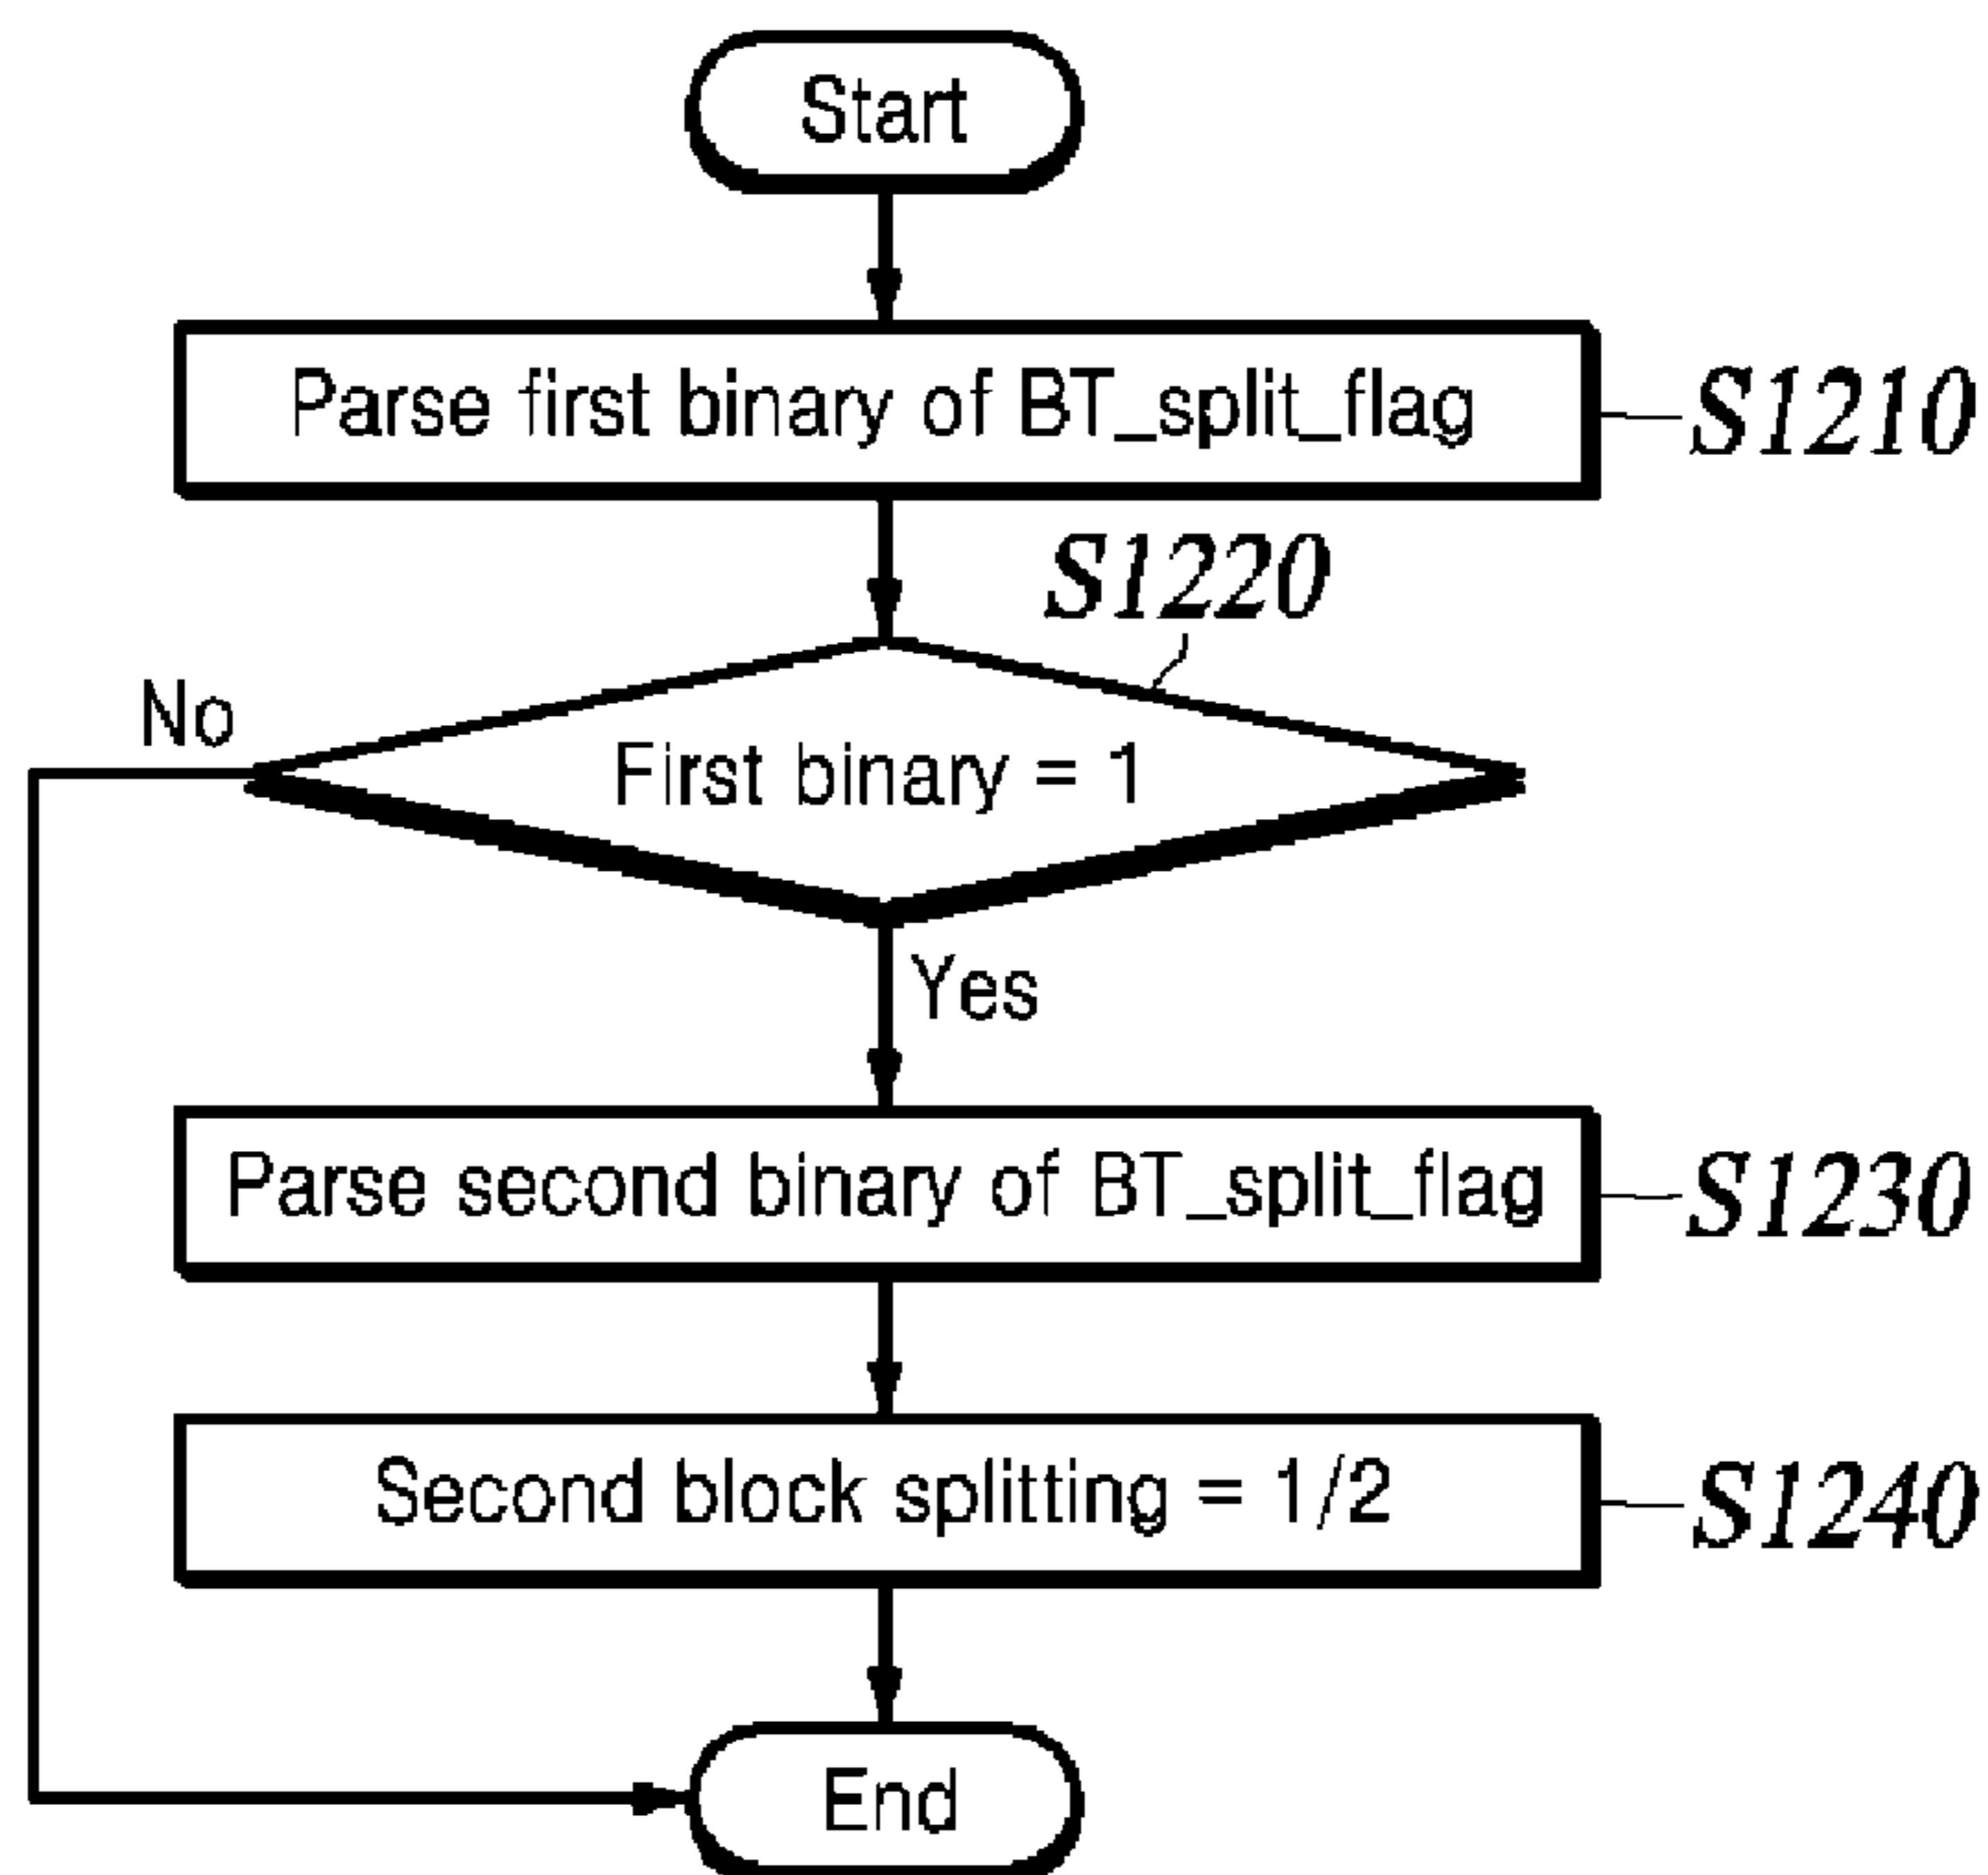 Start
Parse first binary of BT_split_flag
S1210
S1220
No
First binary = 1
Yes
Parse second binary of BT_split_flag
S1230
Second block splitting = 1/2
S1240
End